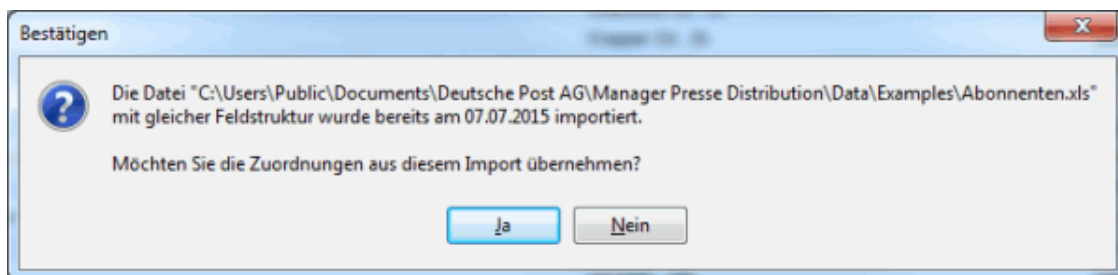 Bestätigen
Die Datei "C:\Users\Public\Documents\Deutsche Post AG\Manager Presse Distribution\Data\Examples\Abonnenten.xls"
mit gleicher Feldstruktur wurde bereits am 07.07.2015 importiert.
Möchten Sie die Zuordnungen aus diesem Import übernehmen?
Ja Nein